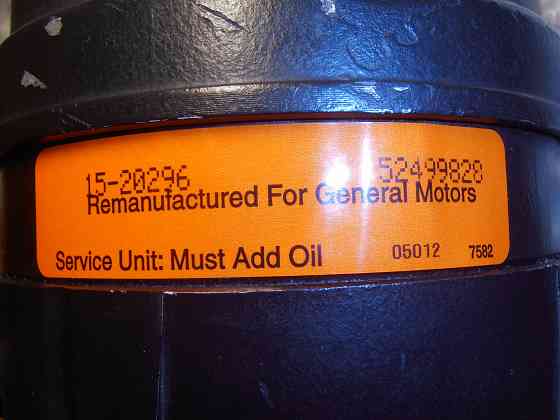 15-20296 52499828
Remanufactured For General Motors
Service Unit: Must Add Oil 05012 7582